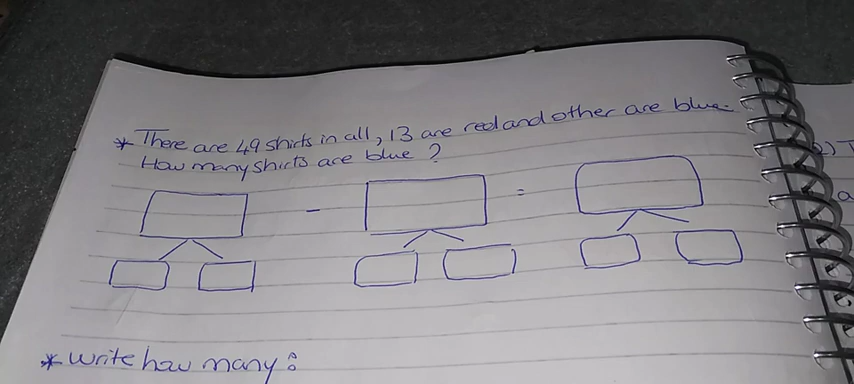 * There are 49 shirts in all, 13 are red and other are blue.
How many shirts are blue ?
- =
* Write how many :